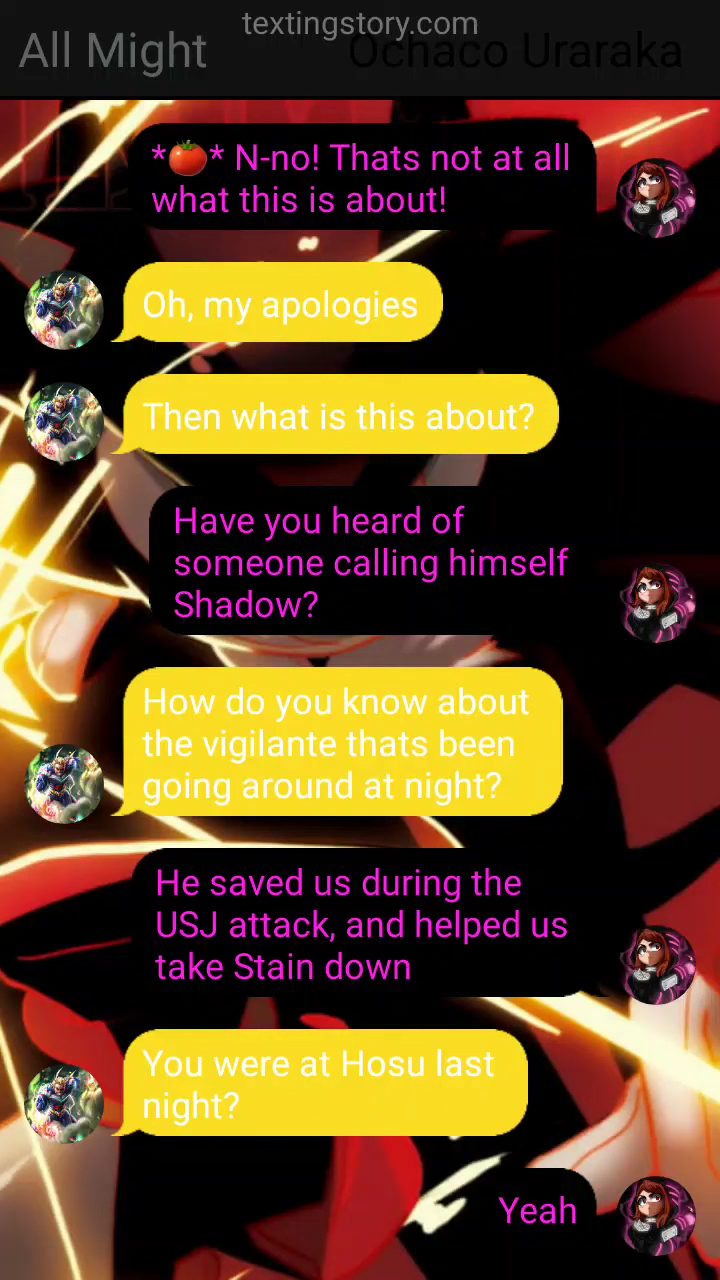 textingstory.com
All Might
Ochaco Uraraka
*🍅* N-no! Thats not at all
what this is about!
Oh, my apologies
Then what is this about?
Have you heard of
someone calling himself
Shadow?
How do you know about
the vigilante thats been
going around at night?
He saved us during the
USJ attack, and helped us
take Stain down
You were at Hosu last
night?
Yeah